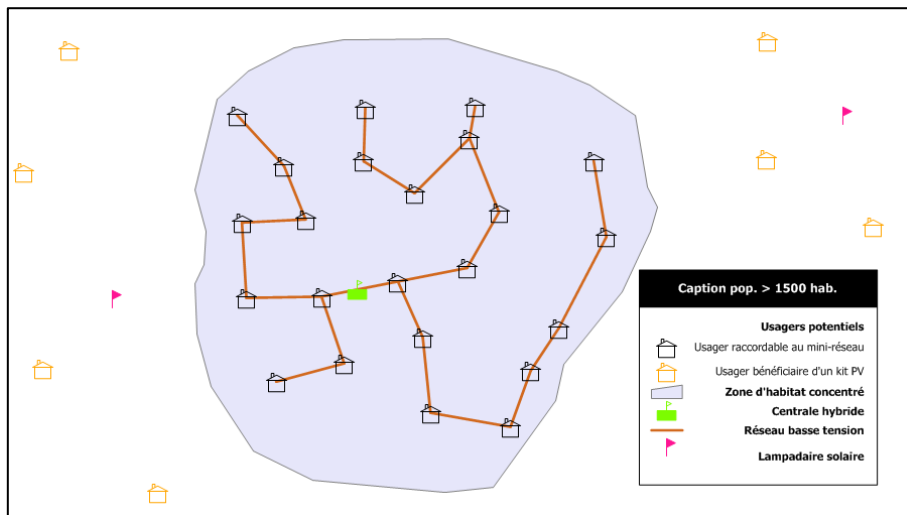 Caption pop. > 1500 hab.
Usagers potentiels
Usager raccordable au mini-réseau
Usager bénéficiaire d'un kit PV
Zone d'habitat concentré
Centrale hybride
Réseau basse tension
Lampadaire solaire